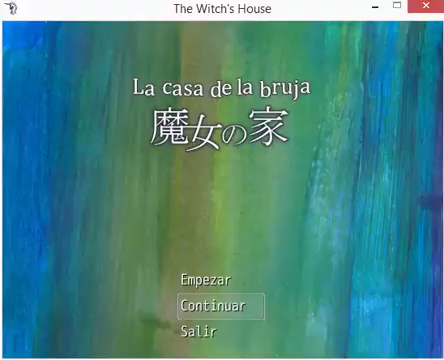 The Witch's House
La casa de la bruja
魔女の家
Empezar
Continuar
Salir